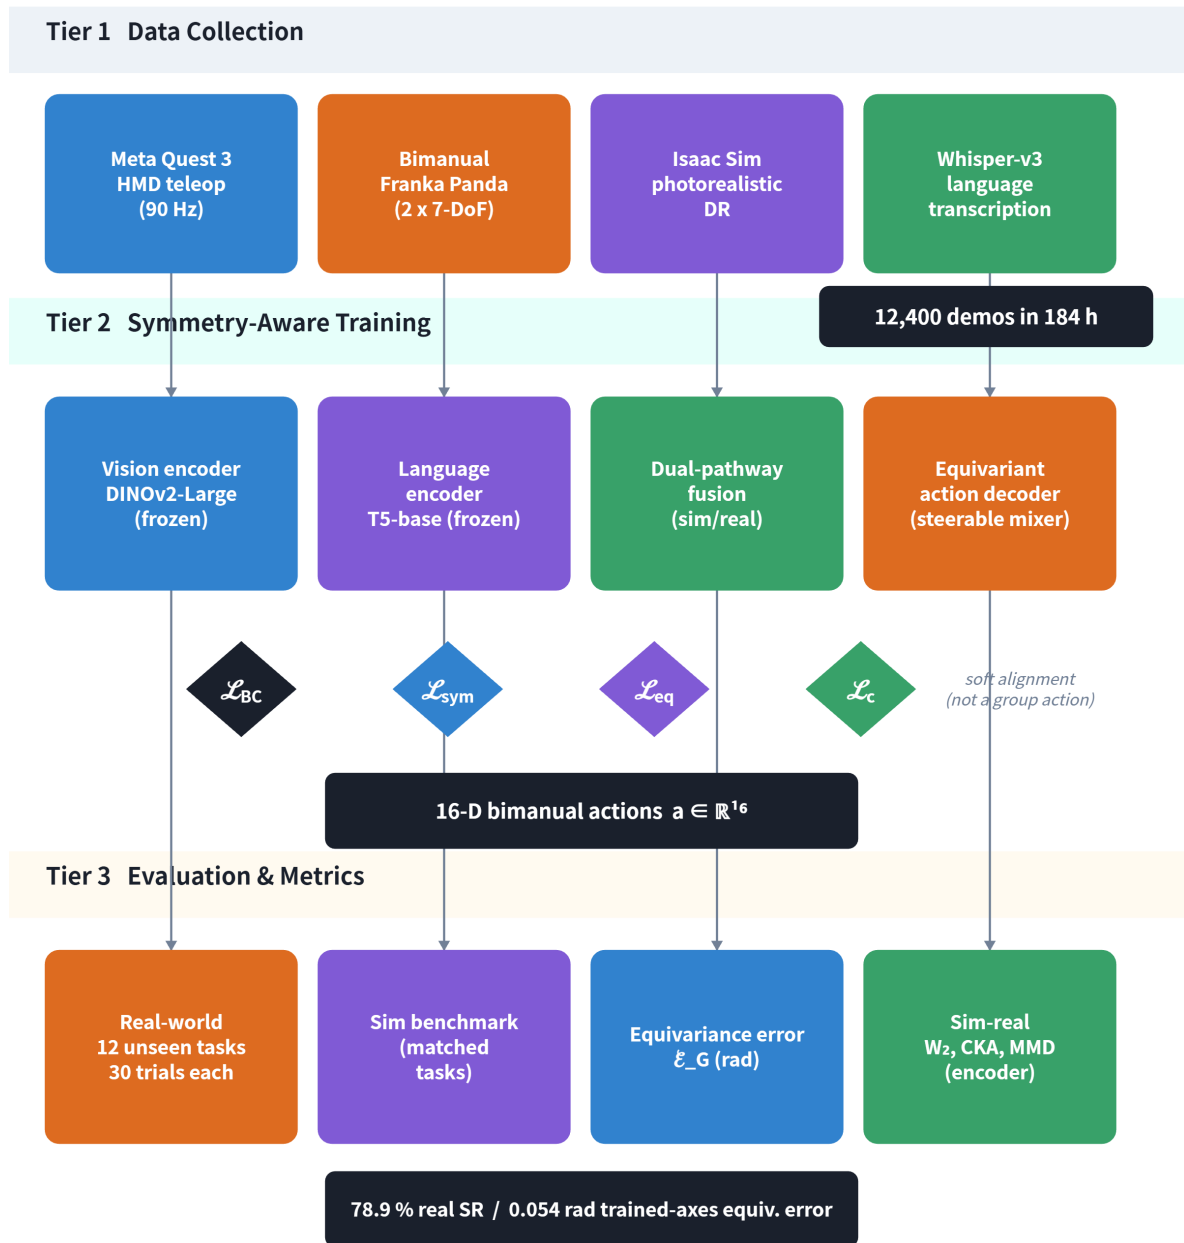 Tier 1 Data Collection
Meta Quest 3
HMD teleop
(90 Hz)
Bimanual
Franka Panda
(2 x 7-DoF)
Isaac Sim
photorealistic
DR
Whisper-v3
language
transcription
12,400 demos in 184 h
Tier 2 Symmetry-Aware Training
Vision encoder
DINOv2-Large
(frozen)
Language
encoder
T5-base (frozen)
Dual-pathway
fusion
(sim/real)
Equivariant
action decoder
(steerable mixer)
ℒBC
ℒsym
ℒeq
ℒc
soft alignment
(not a group action)
16-D bimanual actions a ∈ ℝ¹⁶
Tier 3 Evaluation & Metrics
Real-world
12 unseen tasks
30 trials each
Sim benchmark
(matched
tasks)
Equivariance error
ℰ_G (rad)
Sim-real
W₂, CKA, MMD
(encoder)
78.9 % real SR / 0.054 rad trained-axes equiv. error